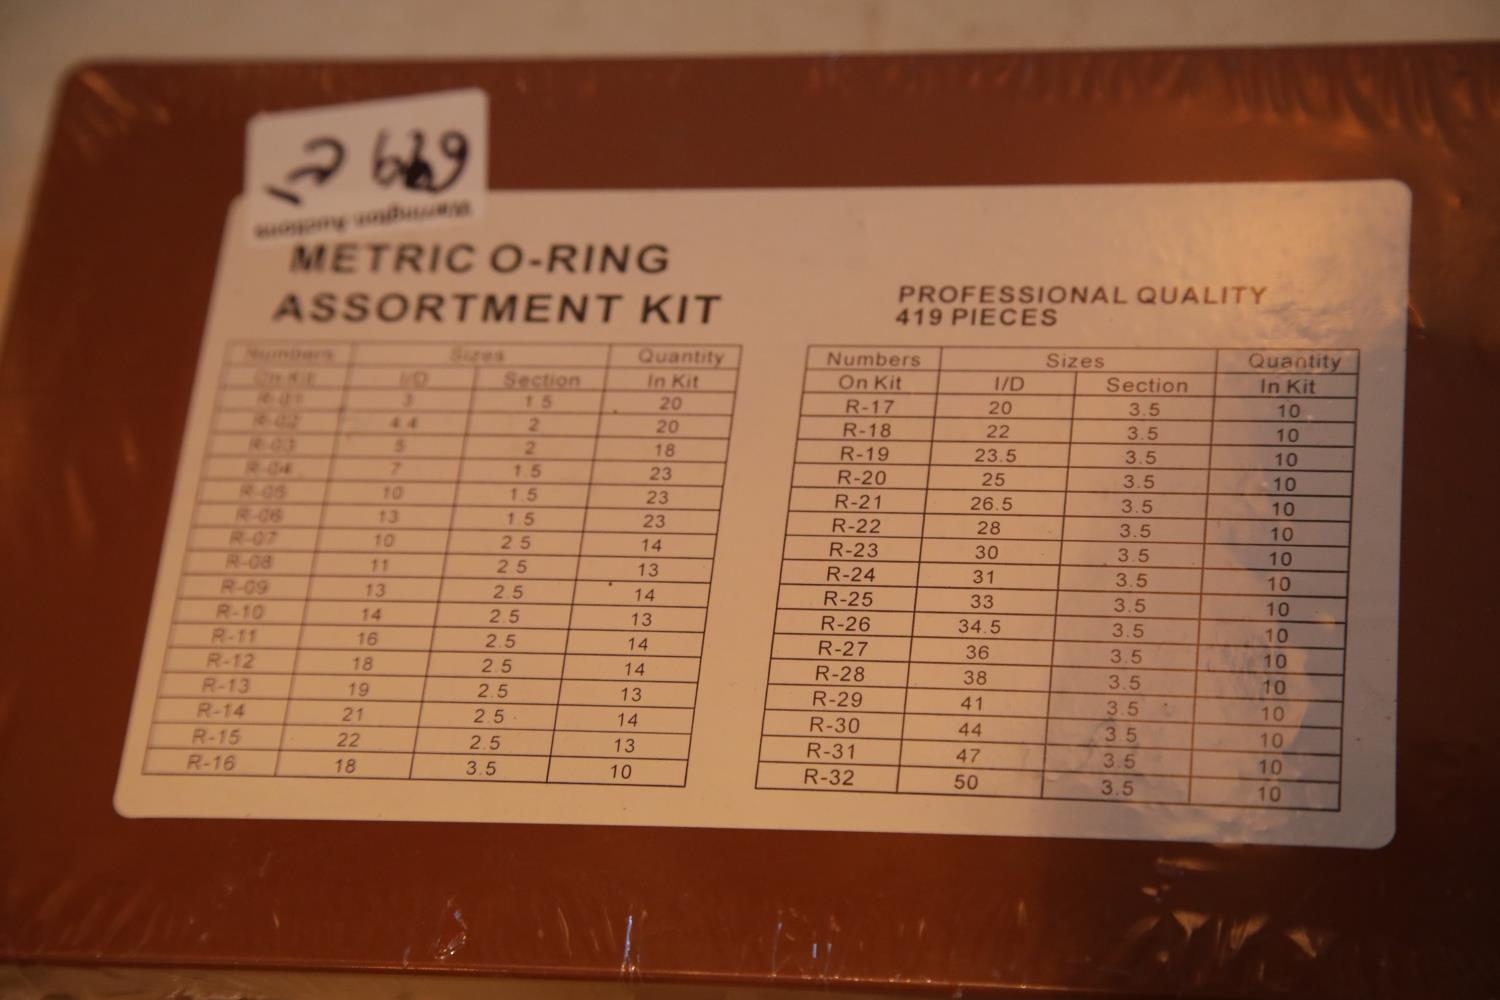 Warrington Auctions
METRIC O-RING
ASSORTMENT KIT
Numbers Sizes Quantity
On Kit I/D Section In Kit
R-01 3 1.5 20
R-02 4.4 2 20
R-03 5 2 18
R-04 7 1.5 23
R-05 10 1.5 23
R-06 13 1.5 23
R-07 10 2.5 14
R-08 11 2.5 13
R-09 13 2.5 14
R-10 14 2.5 13
R-11 16 2.5 14
R-12 18 2.5 14
R-13 19 2.5 13
R-14 21 2.5 14
R-15 22 2.5 13
R-16 18 3.5 10
PROFESSIONAL QUALITY
419 PIECES
Numbers Sizes Quantity
On Kit I/D Section In Kit
R-17 20 3.5 10
R-18 22 3.5 10
R-19 23.5 3.5 10
R-20 25 3.5 10
R-21 26.5 3.5 10
R-22 28 3.5 10
R-23 30 3.5 10
R-24 31 3.5 10
R-25 33 3.5 10
R-26 34.5 3.5 10
R-27 36 3.5 10
R-28 38 3.5 10
R-29 41 3.5 10
R-30 44 3.5 10
R-31 47 3.5 10
R-32 50 3.5 10